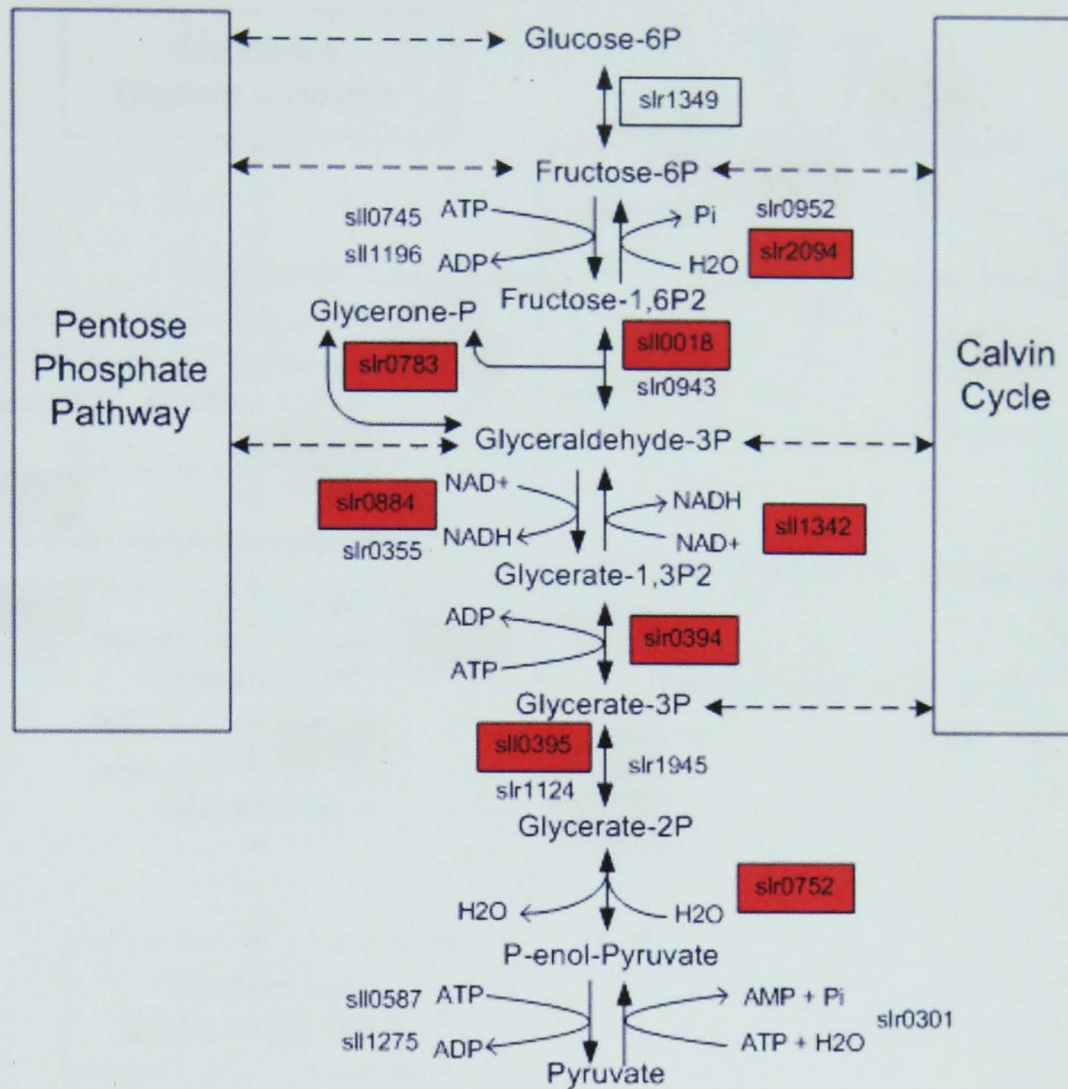 Glucose-6P
slr1349
Fructose-6P
sll0745
ATP
Pi
slr0952
sll1196
ADP
H2O
slr2094
Fructose-1,6P2
Glycerone-P
Pentose
Phosphate
Pathway
slr0783
sll0018
slr0943
Calvin
Cycle
Glyceraldehyde-3P
slr0884
NAD+
NADH
sll1342
slr0355
NADH
NAD+
Glycerate-1,3P2
ADP
slr0394
ATP
Glycerate-3P
sll0395
slr1945
slr1124
Glycerate-2P
slr0752
H2O
H2O
P-enol-Pyruvate
sll0587
ATP
AMP + Pi
slr0301
sll1275
ADP
ATP + H2O
Pyruvate